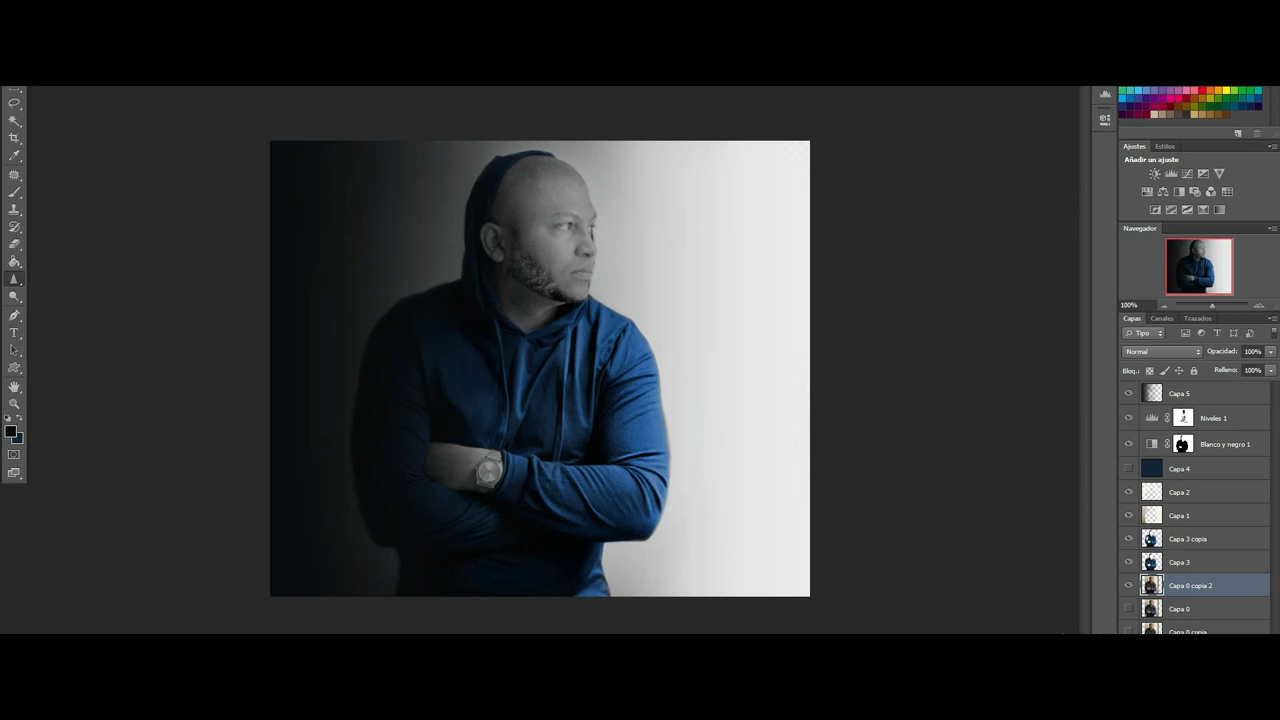 Ajustes Estilos
Añadir un ajuste
Navegador
100%
Capas Canales Trazados
Tipo
Normal Opacidad: 100%
Bloq.: Relleno: 100%
Capa 5
Niveles 1
Blanco y negro 1
Capa 4
Capa 2
Capa 1
Capa 3 copia
Capa 3
Capa 0 copia 2
Capa 0
Capa 0 copia